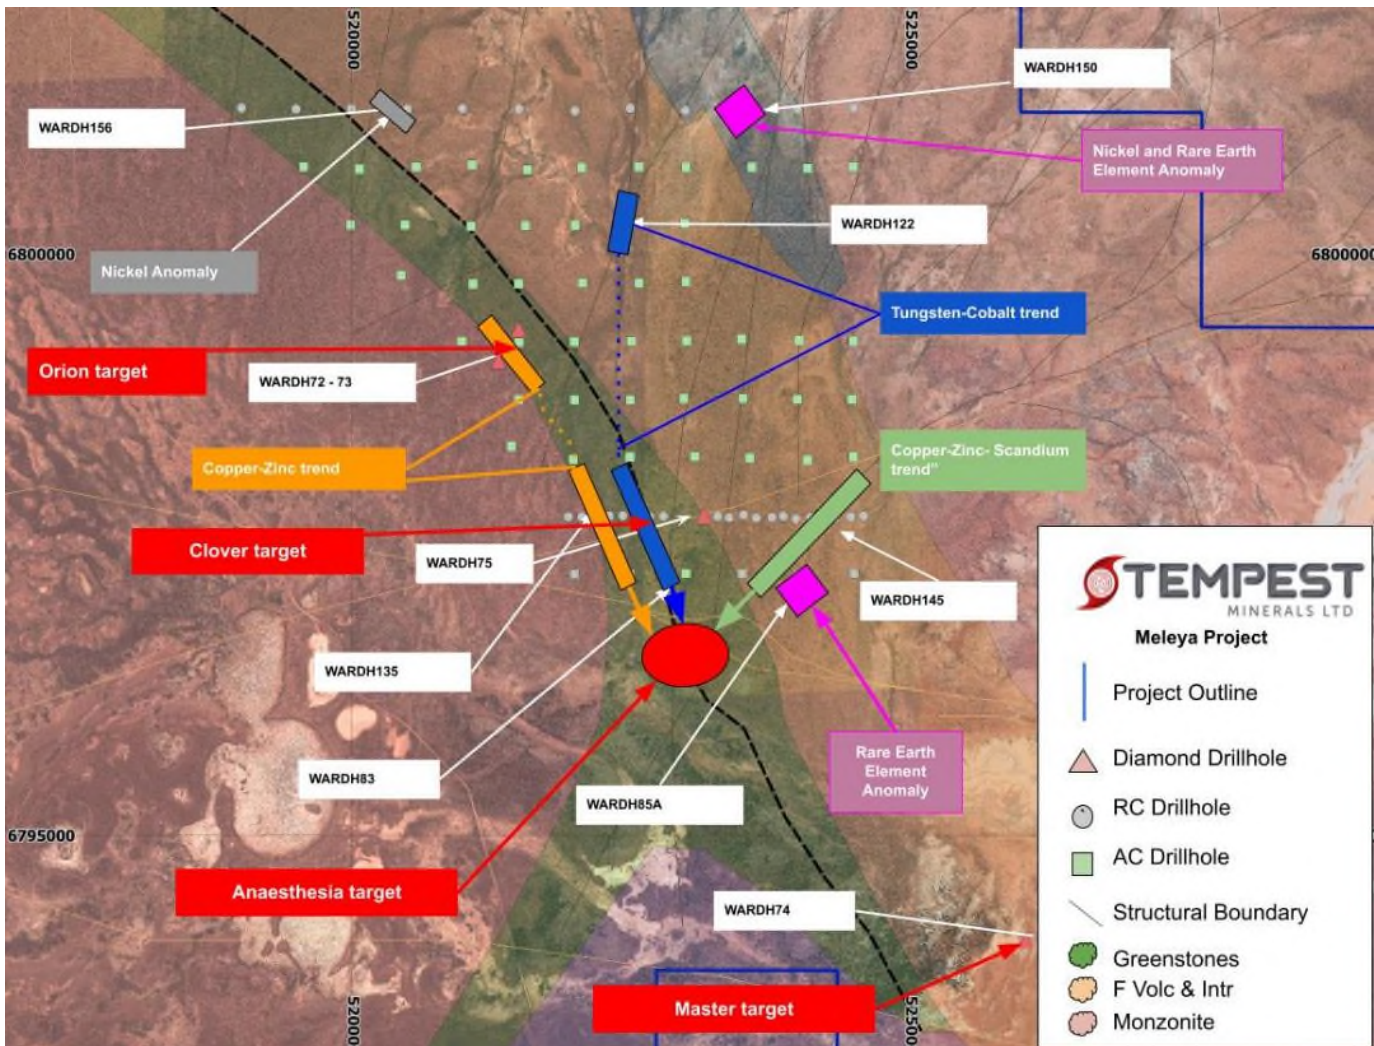 520000
525000
WARDH150
WARDH156
Nickel and Rare Earth
Element Anomaly
WARDH122
6800000
6800000
Nickel Anomaly
Tungsten-Cobalt trend
Orion target
WARDH72 - 73
Copper-Zinc trend
Copper-Zinc- Scandium
trend"
Clover target
WARDH75
WARDH145
WARDH135
WARDH83
WARDH85A
Rare Earth
Element
Anomaly
6795000
Anaesthesia target
WARDH74
Master target
520000
52500
TEMPEST
MINERALS LTD
Meleya Project
Project Outline
Diamond Drillhole
RC Drillhole
AC Drillhole
Structural Boundary
Greenstones
F Volc & Intr
Monzonite